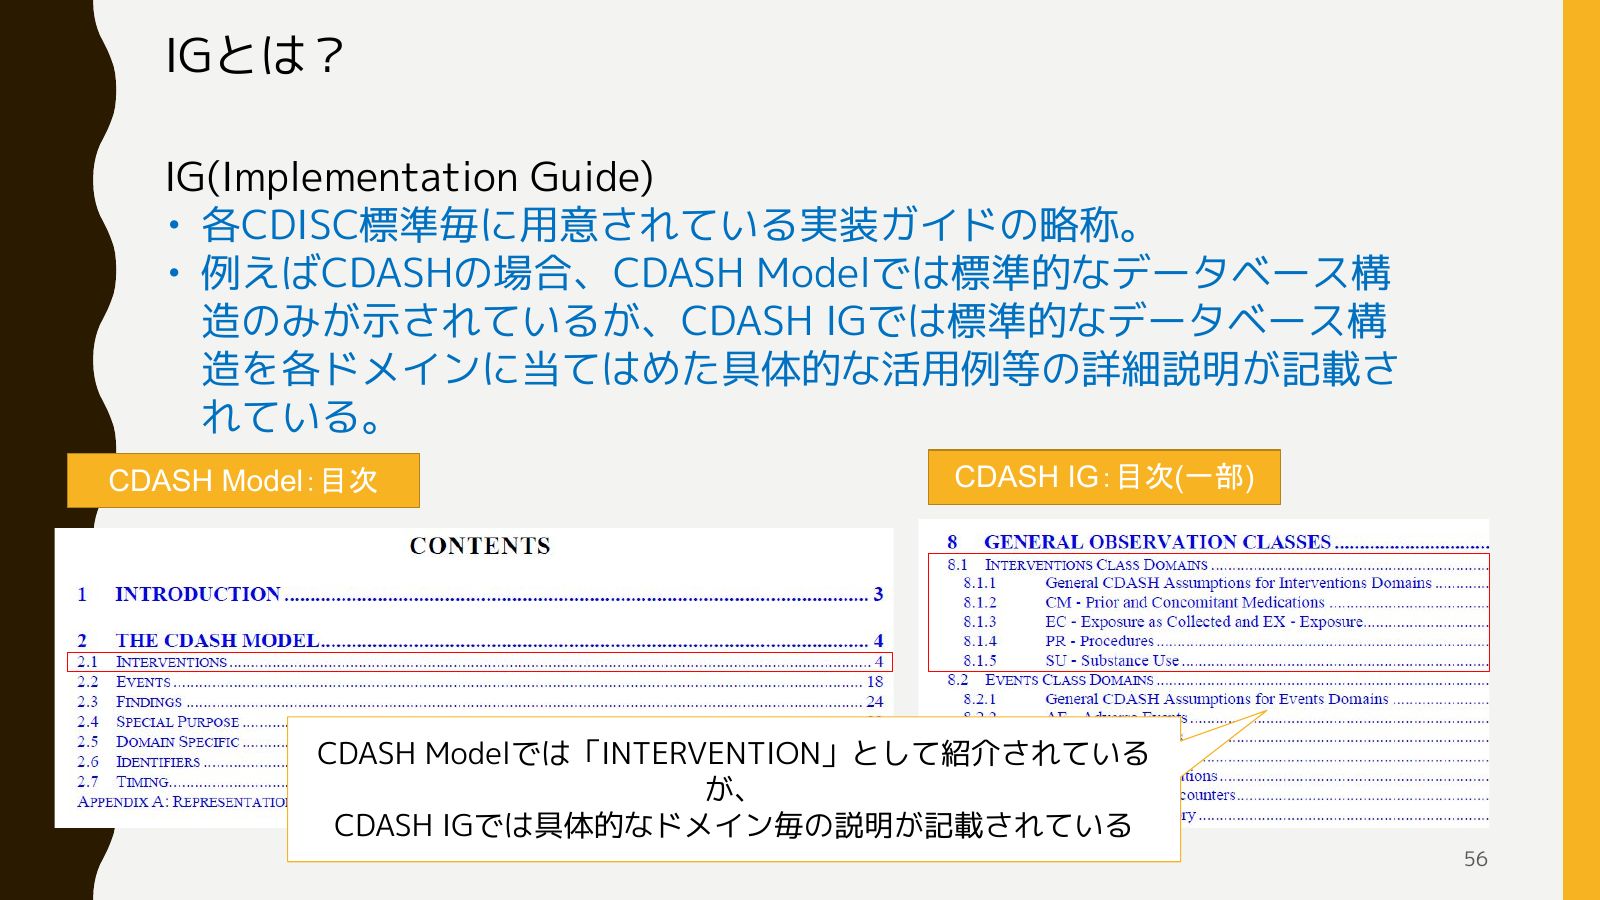 IGとは？
IG(Implementation Guide)
・ 各CDISC標準毎に用意されている実装ガイドの略称。
・ 例えばCDASHの場合、CDASH Modelでは標準的なデータベース構
造のみが示されているが、CDASH IGでは標準的なデータベース構
造を各ドメインに当てはめた具体的な活用例等の詳細説明が記載さ
れている。
CDASH Model：目次
CONTENTS
1 INTRODUCTION 3
2 THE CDASH MODEL 4
2.1 INTERVENTIONS 4
2.2 EVENTS 18
2.3 FINDINGS 24
2.4 SPECIAL PURPOSE
2.5 DOMAIN SPECIFIC
2.6 IDENTIFIERS
2.7 TIMING
APPENDIX A:
CDASH IG：目次(一部)
8 GENERAL OBSERVATION CLASSES
8.1 INTERVENTIONS CLASS DOMAINS
8.1.1 General CDASH Assumptions for Interventions Domains
8.1.2 CM - Prior and Concomitant Medications
8.1.3 EC - Exposure as Collected and EX - Exposure
8.1.4 PR - Procedures
8.1.5 SU - Substance Use
8.2 EVENTS CLASS DOMAINS
8.2.1 General CDASH Assumptions for Events Domains
CDASH Modelでは「INTERVENTION」として紹介されている
が、
CDASH IGでは具体的なドメイン毎の説明が記載されている
56